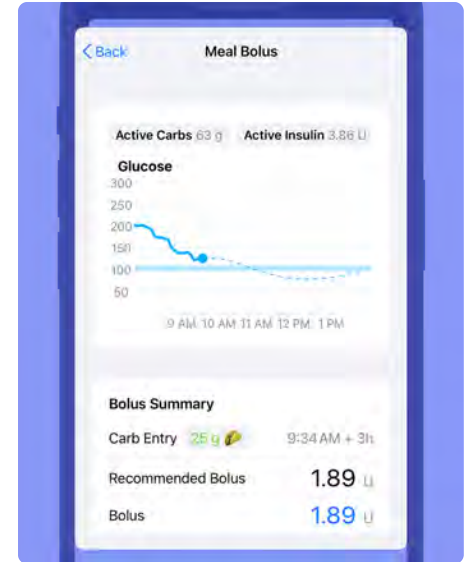 Back Meal Bolus
Active Carbs 63 g Active Insulin 3.86 U
Glucose
300
250
200
150
100
50
9 AM 10 AM 11 AM 12 PM 1 PM
Bolus Summary
Carb Entry 25 g 9:34 AM + 3h
Recommended Bolus 1.89 U
Bolus 1.89 U